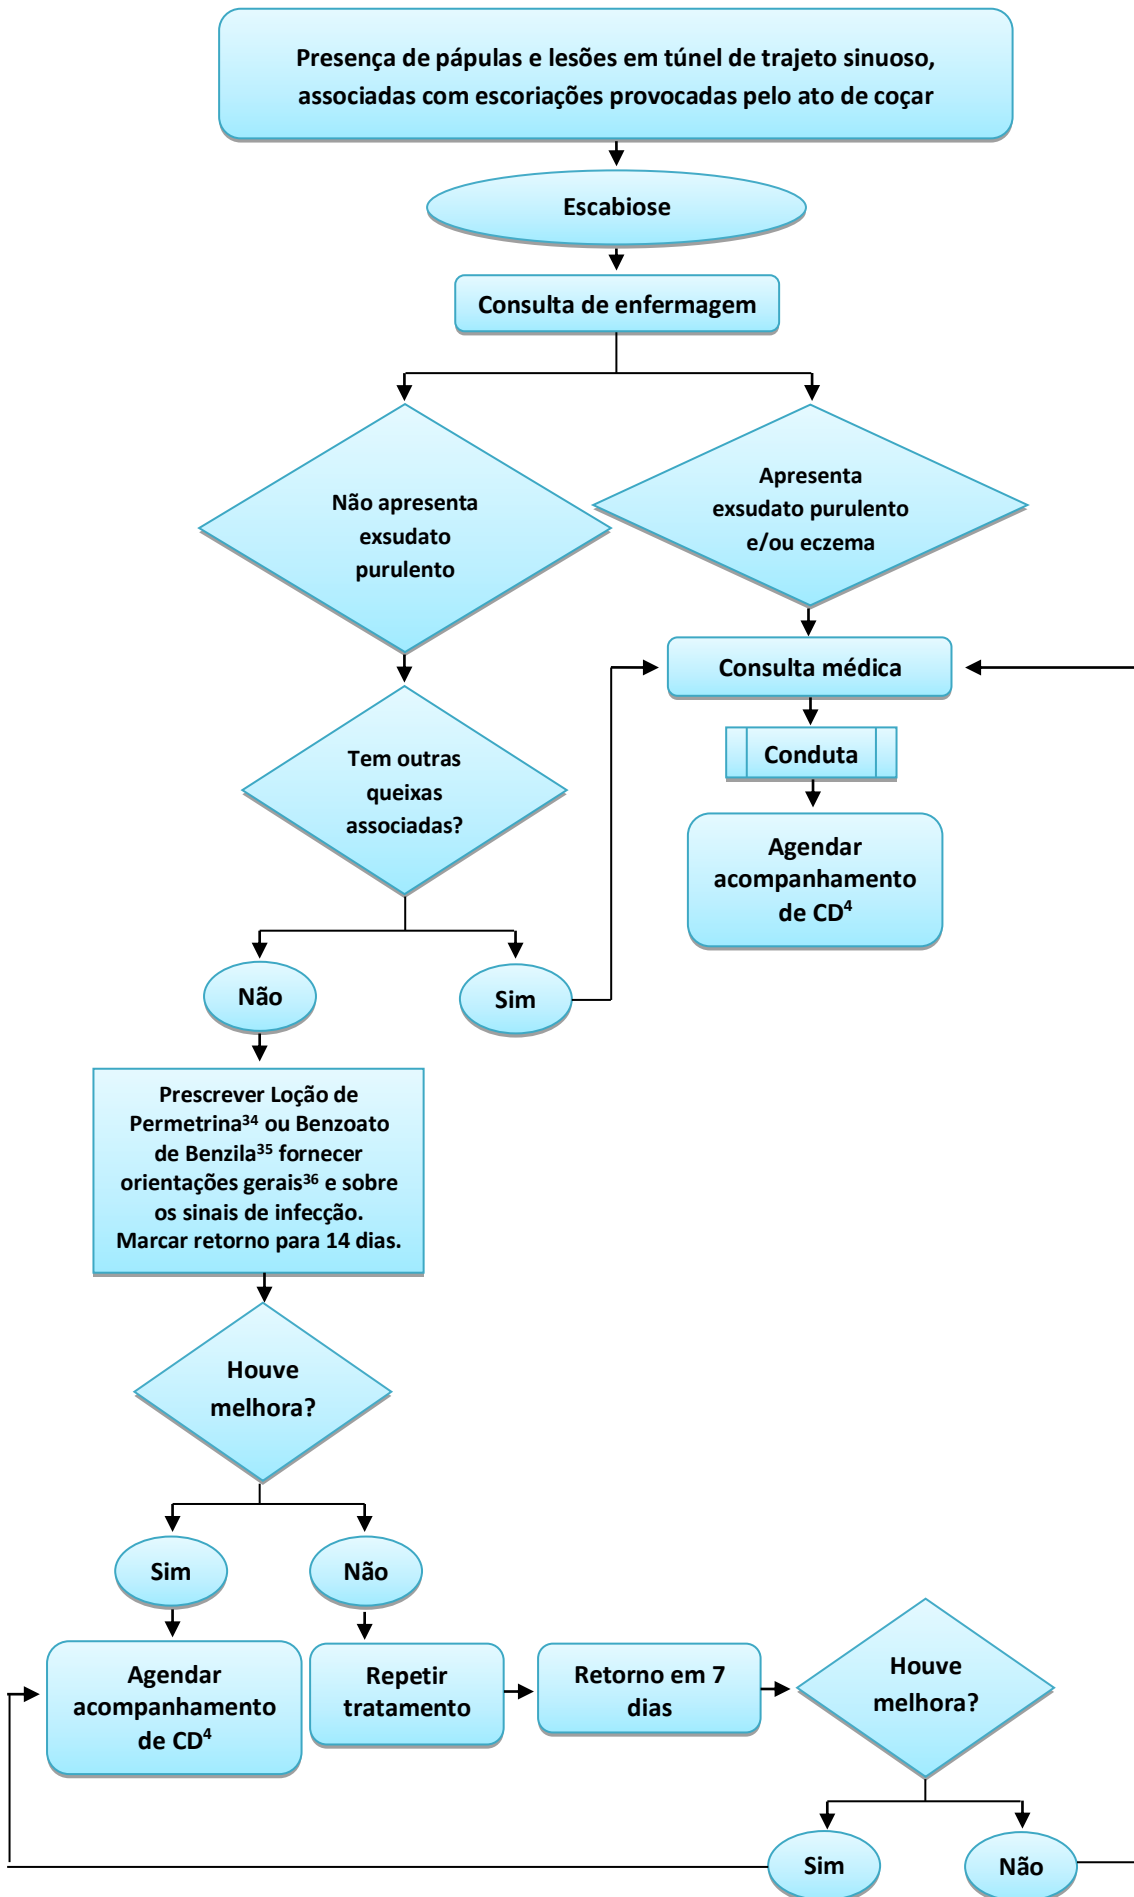 Presença de pápulas e lesões em túnel de trajeto sinuoso,
associadas com escoriações provocadas pelo ato de coçar
Escabiose
Consulta de enfermagem
Não apresenta
exsudato
purulento
Apresenta
exsudato purulento
e/ou eczema
Consulta médica
Conduta
Agendar
acompanhamento
de CD⁴
Tem outras
queixas
associadas?
Não
Sim
Prescrever Loção de
Permetrina³⁴ ou Benzoato
de Benzila³⁵ fornecer
orientações gerais³⁶ e sobre
os sinais de infecção.
Marcar retorno para 14 dias.
Houve
melhora?
Sim
Não
Agendar
acompanhamento
de CD⁴
Repetir
tratamento
Retorno em 7
dias
Houve
melhora?
Sim
Não